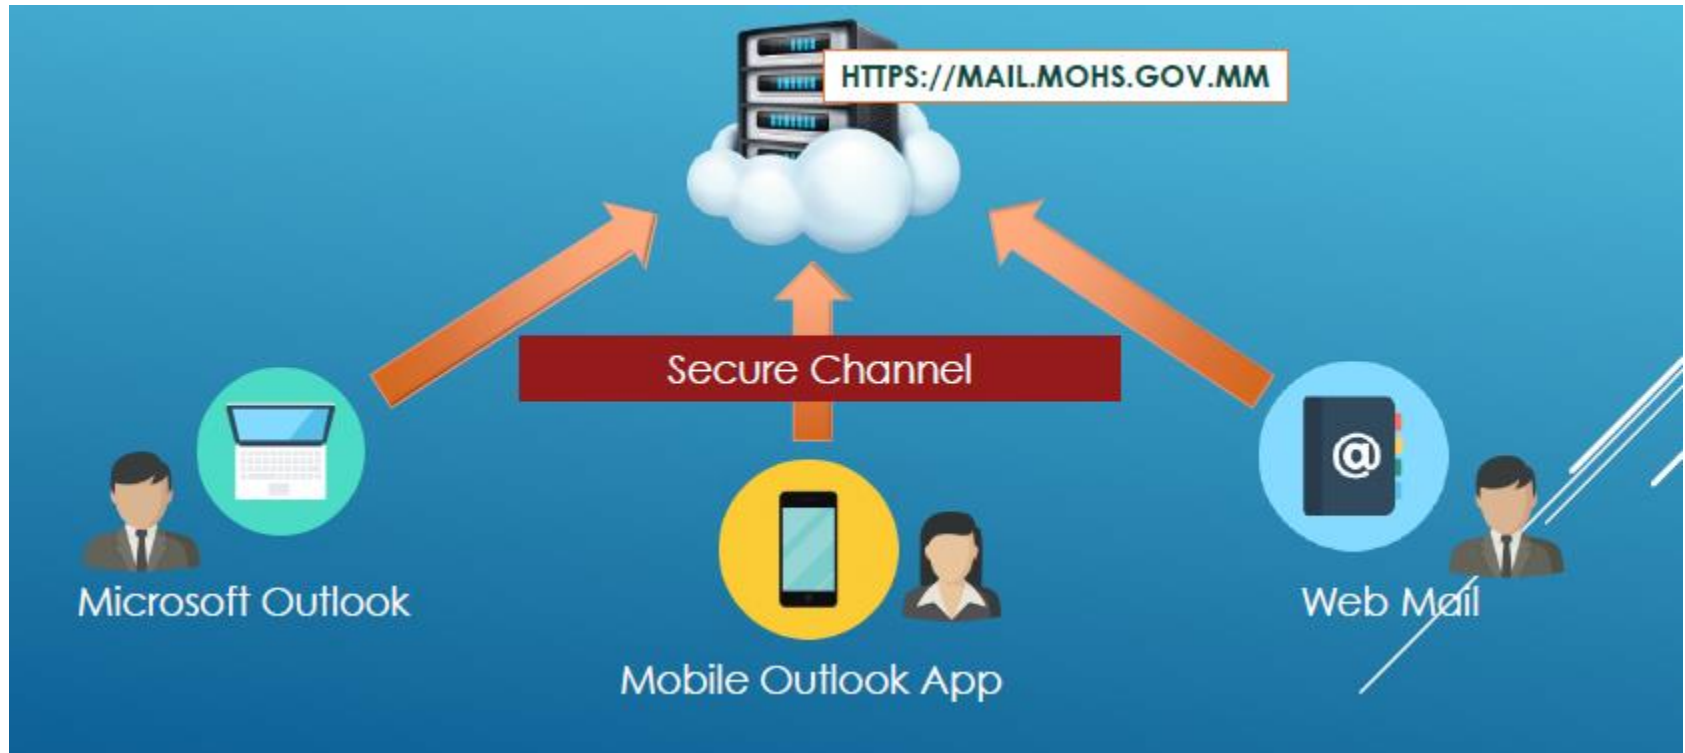 HTTPS://MAIL.MOHS.GOV.MM
Secure Channel
@
Microsoft Outlook
Mobile Outlook App
Web Mail